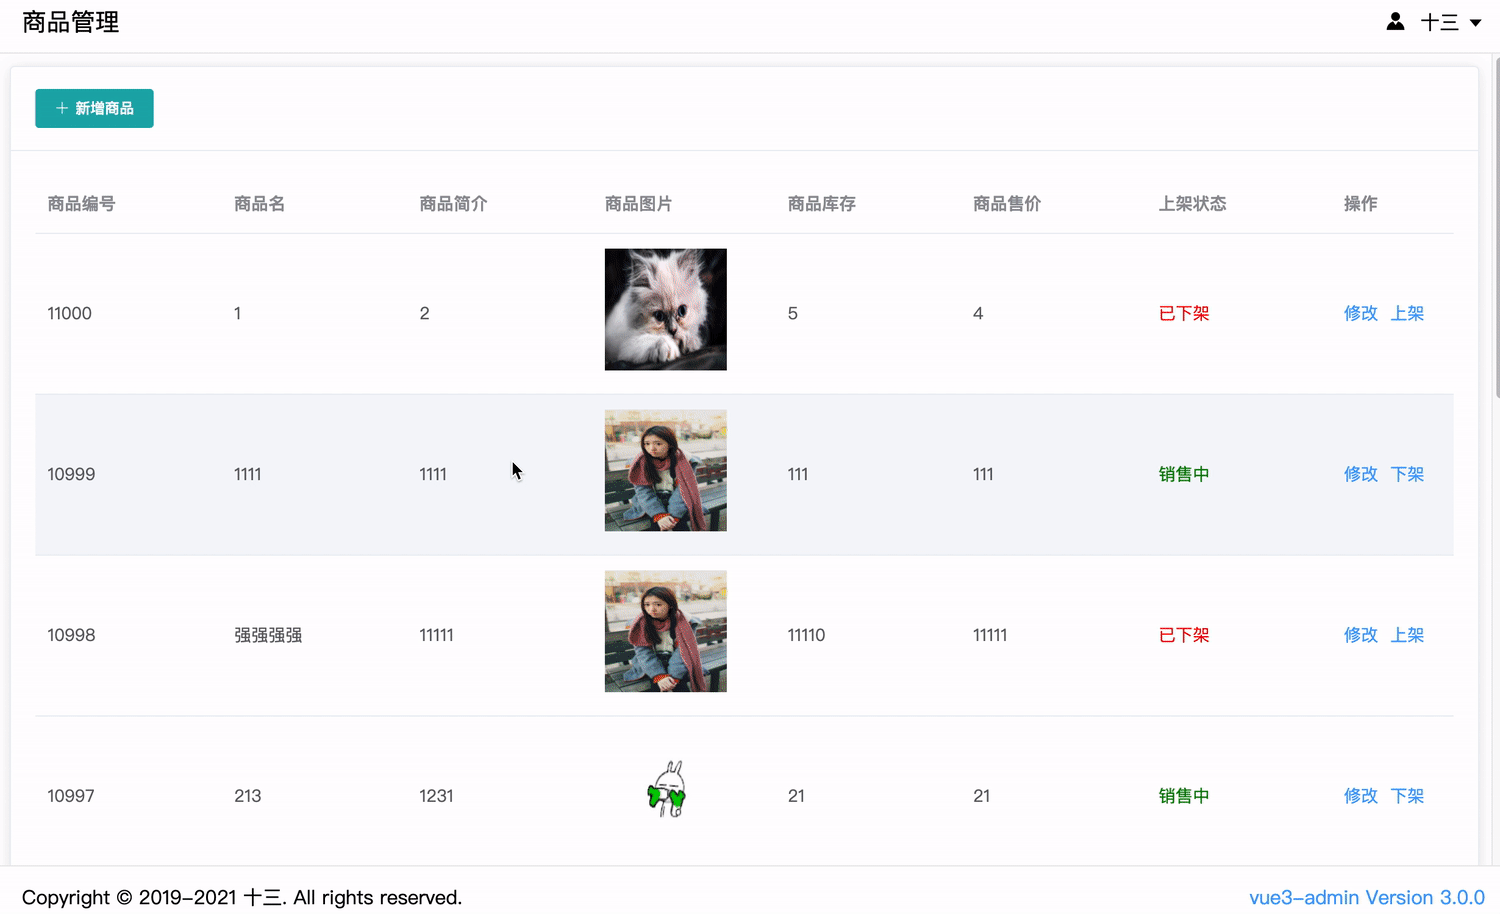 商品管理
十三
+ 新增商品
商品编号 商品名 商品简介 商品图片 商品库存 商品售价 上架状态 操作
11000 1 2 5 4 已下架 修改 上架
10999 1111 1111 111 111 销售中 修改 下架
10998 强强强强 11111 11110 11111 已下架 修改 上架
10997 213 1231 21 21 销售中 修改 下架
Copyright © 2019-2021 十三. All rights reserved.
vue3-admin Version 3.0.0